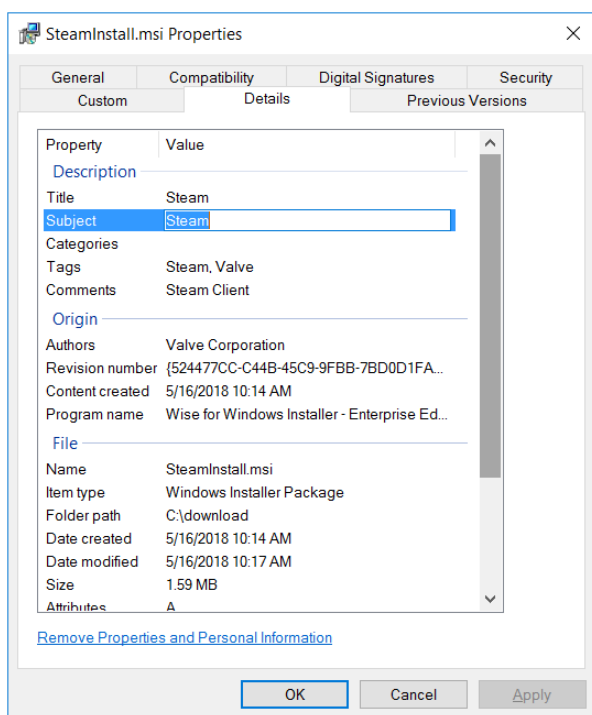 SteamInstall.msi Properties
General Compatibility Digital Signatures Security
Custom Details Previous Versions
Property Value
Description
Title Steam
Subject Steam
Categories
Tags Steam, Valve
Comments Steam Client
Origin
Authors Valve Corporation
Revision number {524477CC-C44B-45C9-9FBB-7BD0D1FA...
Content created 5/16/2018 10:14 AM
Program name Wise for Windows Installer - Enterprise Ed...
File
Name SteamInstall.msi
Item type Windows Installer Package
Folder path C:\download
Date created 5/16/2018 10:14 AM
Date modified 5/16/2018 10:17 AM
Size 1.59 MB
Attributes A
Remove Properties and Personal Information
OK Cancel Apply